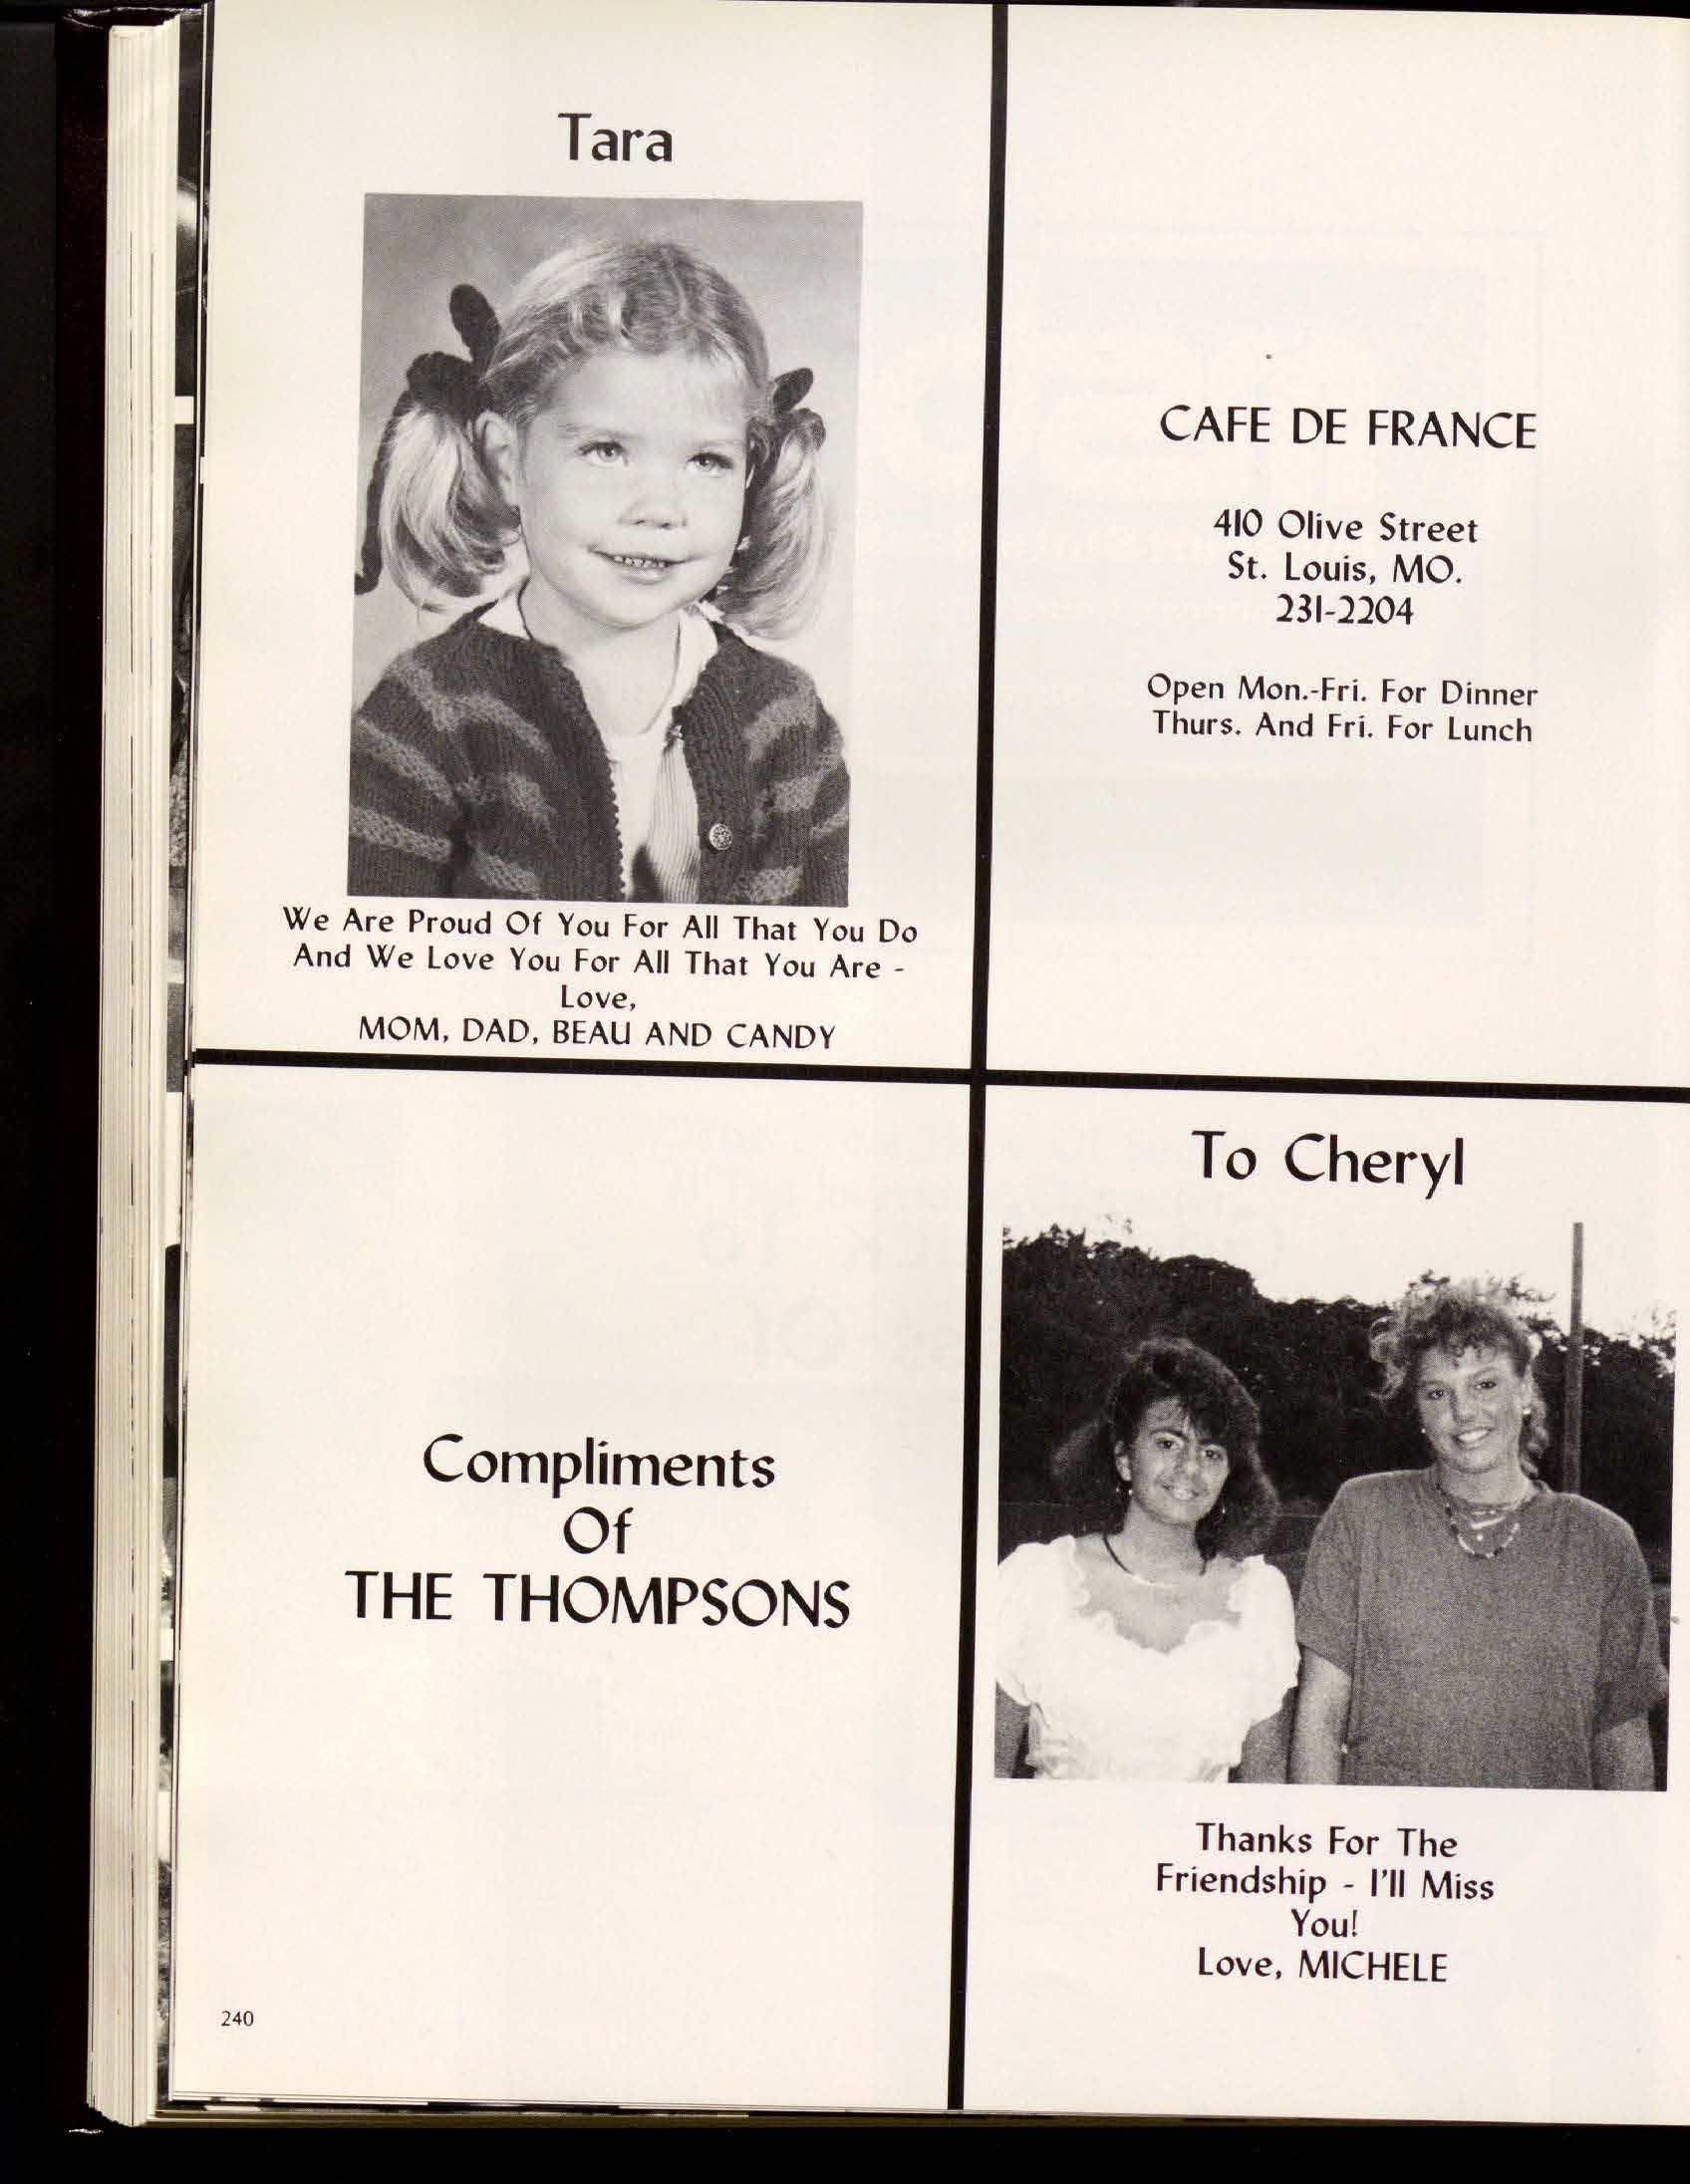 Tara
We Are Proud Of You For All That You Do
And We Love You For All That You Are -
Love,
MOM, DAD, BEAU AND CANDY
CAFE DE FRANCE
410 Olive Street
St. Louis, MO.
231-2204
Open Mon.-Fri. For Dinner
Thurs. And Fri. For Lunch
Compliments
Of
THE THOMPSONS
To Cheryl
Thanks For The
Friendship - I'll Miss
You!
Love, MICHELE
240